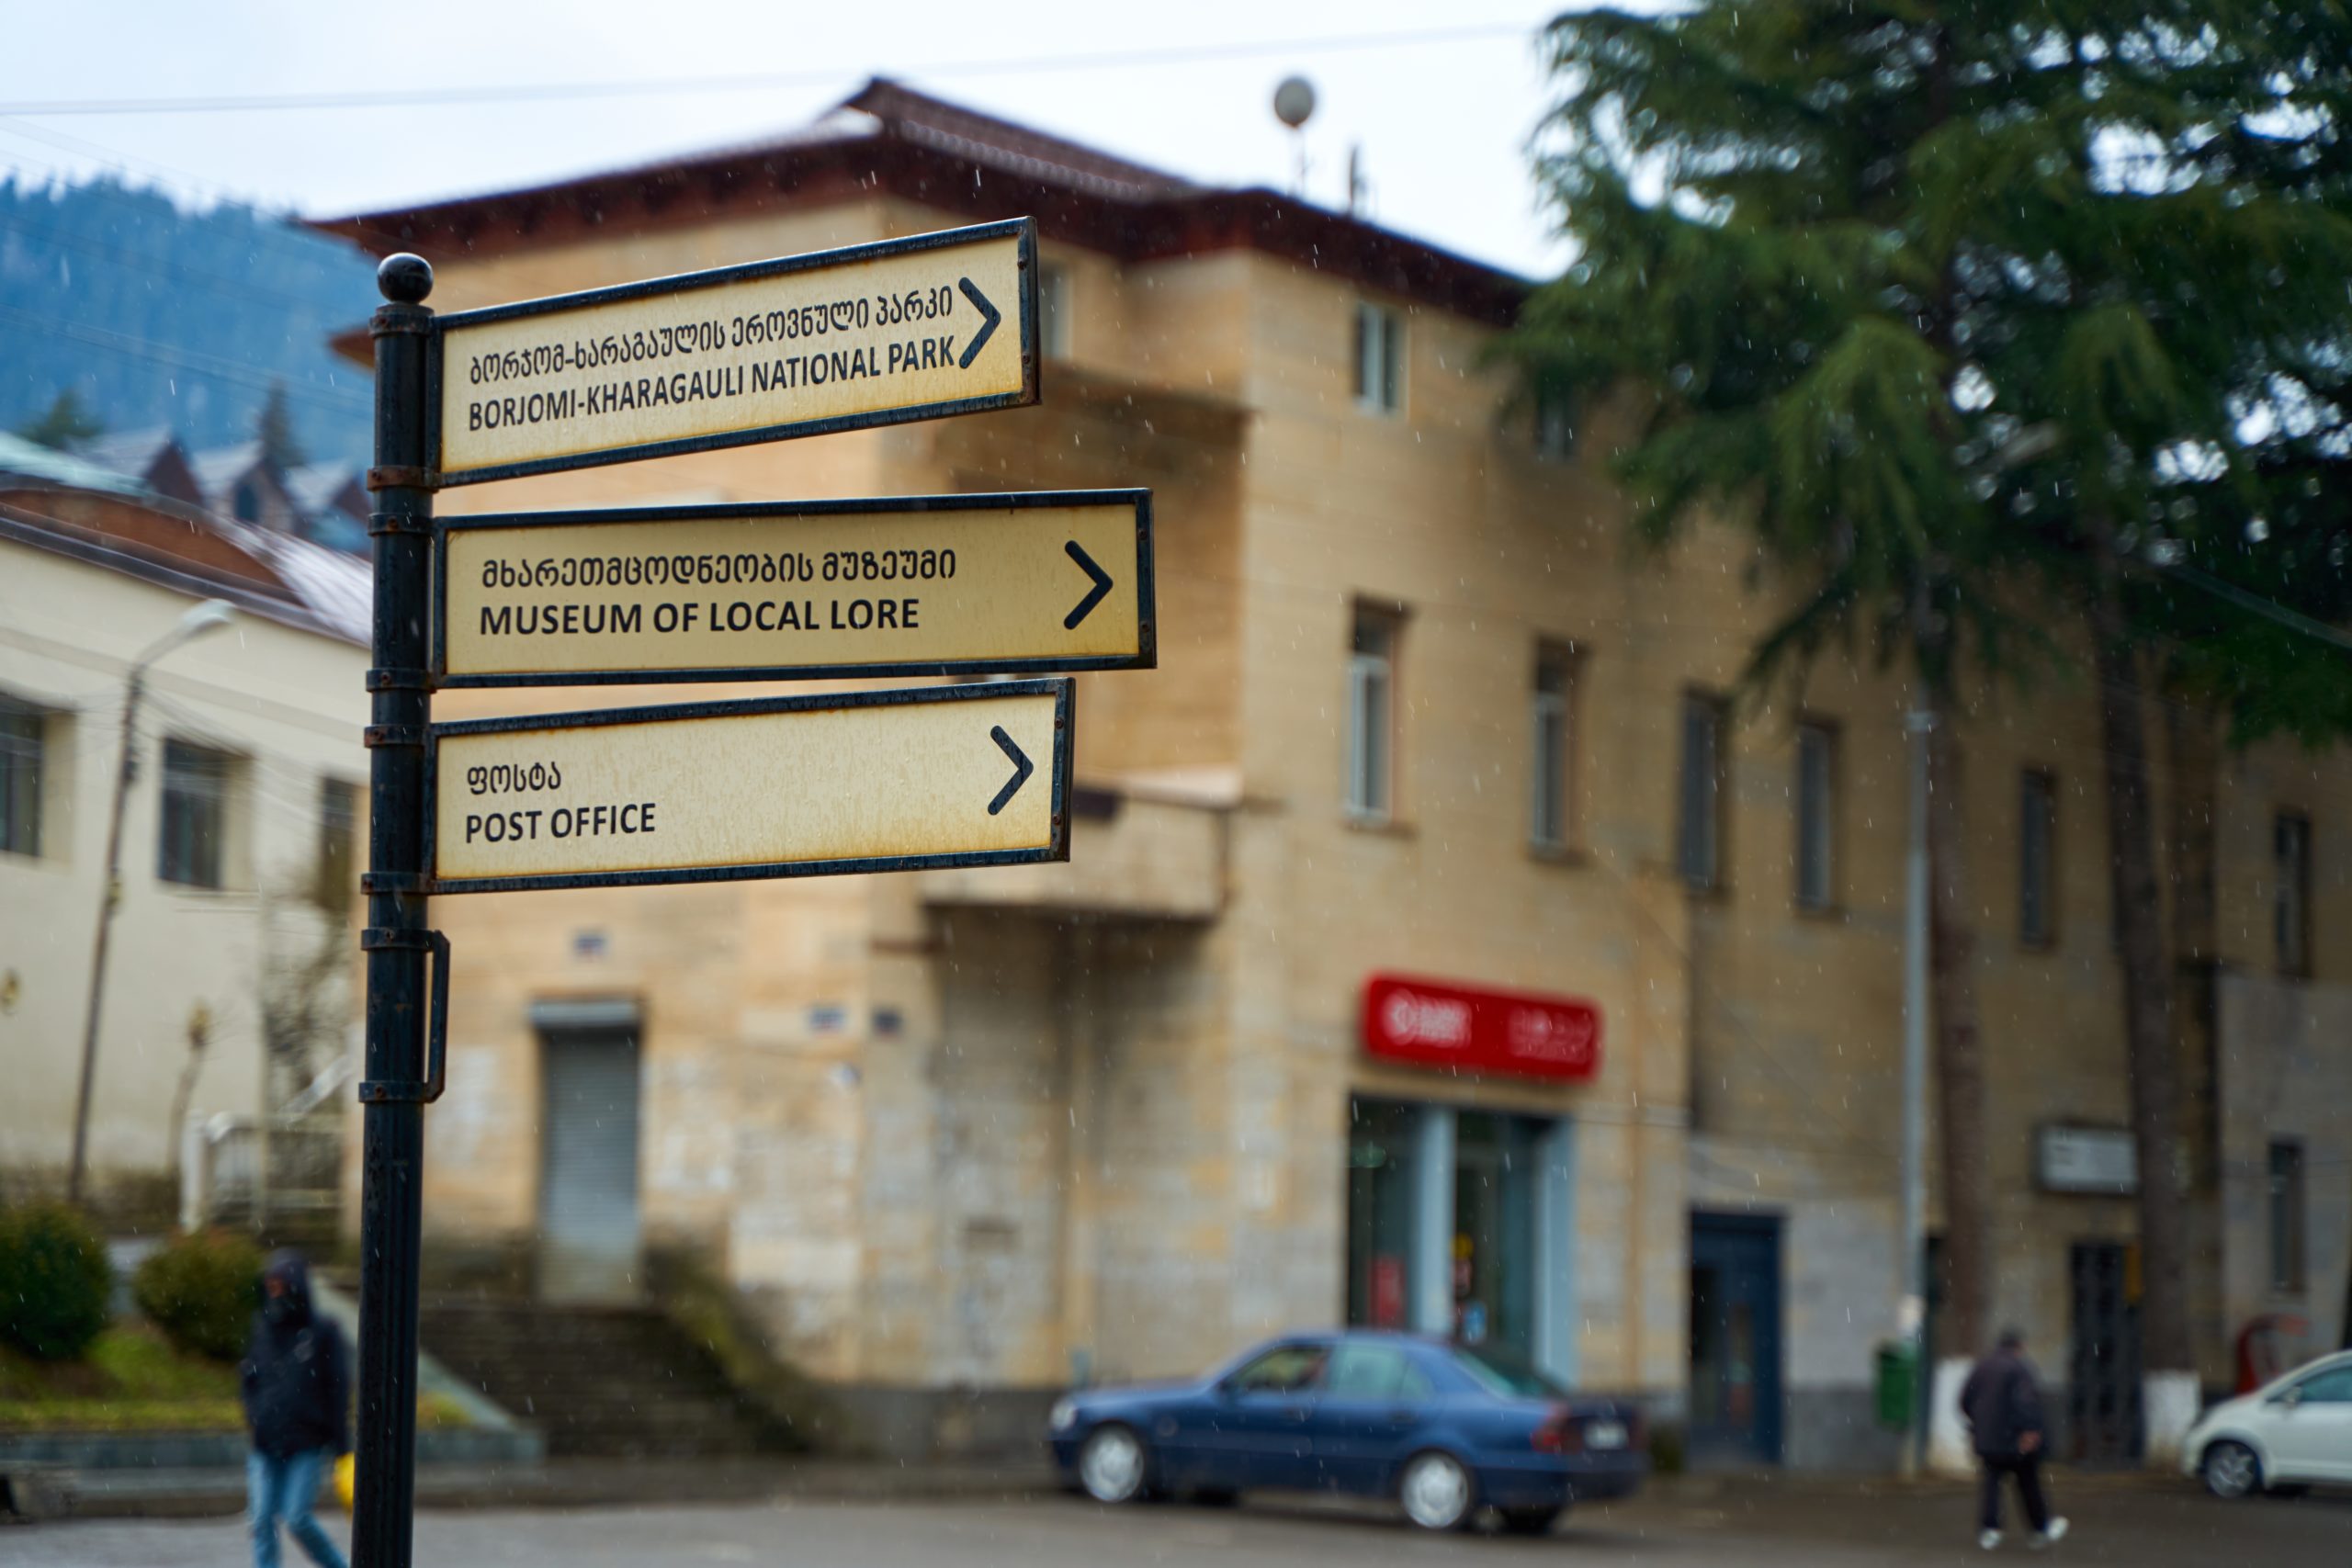 ბორჯომ-ხარაგაულის ეროვნული პარკი
BORJOMI-KHARAGAULI NATIONAL PARK
მხარეთმცოდნეობის მუზეუმი
MUSEUM OF LOCAL LORE
ფოსტა
POST OFFICE